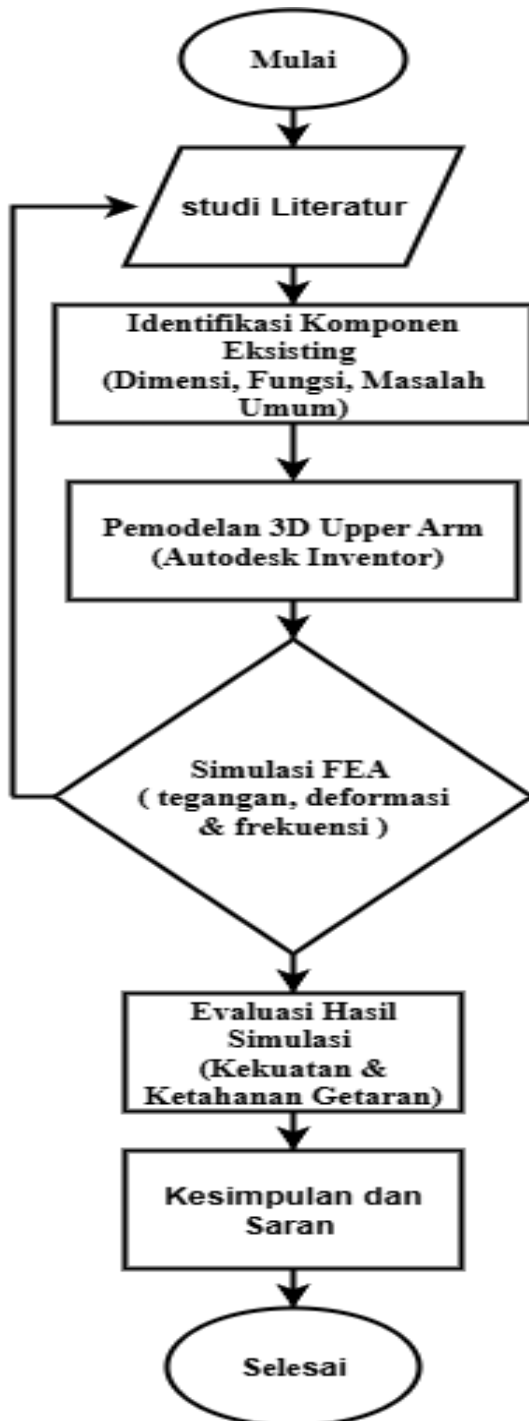 Mulai
studi Literatur
Identifikasi Komponen
Eksisting
(Dimensi, Fungsi, Masalah
Umum)
Pemodelan 3D Upper Arm
(Autodesk Inventor)
Simulasi FEA
( tegangan, deformasi
& frekuensi )
Evaluasi Hasil
Simulasi
(Kekuatan &
Ketahanan Getaran)
Kesimpulan dan
Saran
Selesai